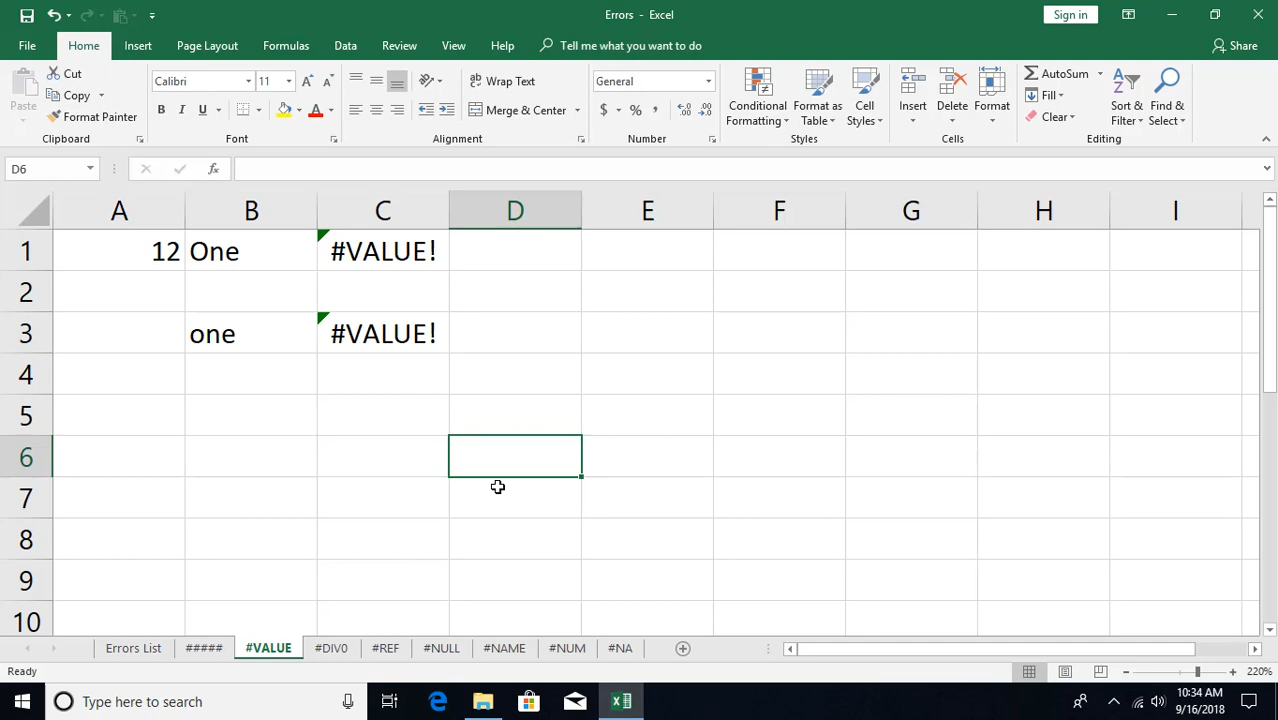 Errors - Excel
Sign in
File Home Insert Page Layout Formulas Data Review View Help Tell me what you want to do Share
Paste
Cut
Copy
Format Painter
Clipboard
Calibri 11
B I U
Font
Wrap Text
Merge & Center
Alignment
General
$ % ,
Number
Conditional Formatting
Format as Table
Cell Styles
Styles
Insert
Delete
Format
Cells
AutoSum
Fill
Clear
Sort & Filter
Find & Select
Editing
D6 fx
A B C D E F G H I
1 12 One #VALUE!
2
3 one #VALUE!
4
5
6
7
8
9
10
Errors List ##### #VALUE #DIV0 #REF #NULL #NAME #NUM #NA
Ready 220%
Type here to search
10:34 AM
9/16/2018